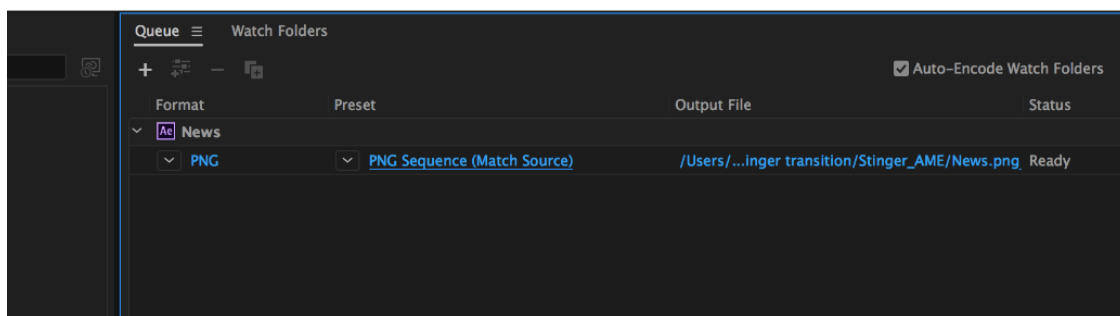 Queue Watch Folders
Auto-Encode Watch Folders
Format Preset Output File Status
Ae News
PNG PNG Sequence (Match Source) /Users/...inger transition/Stinger_AME/News.png Ready